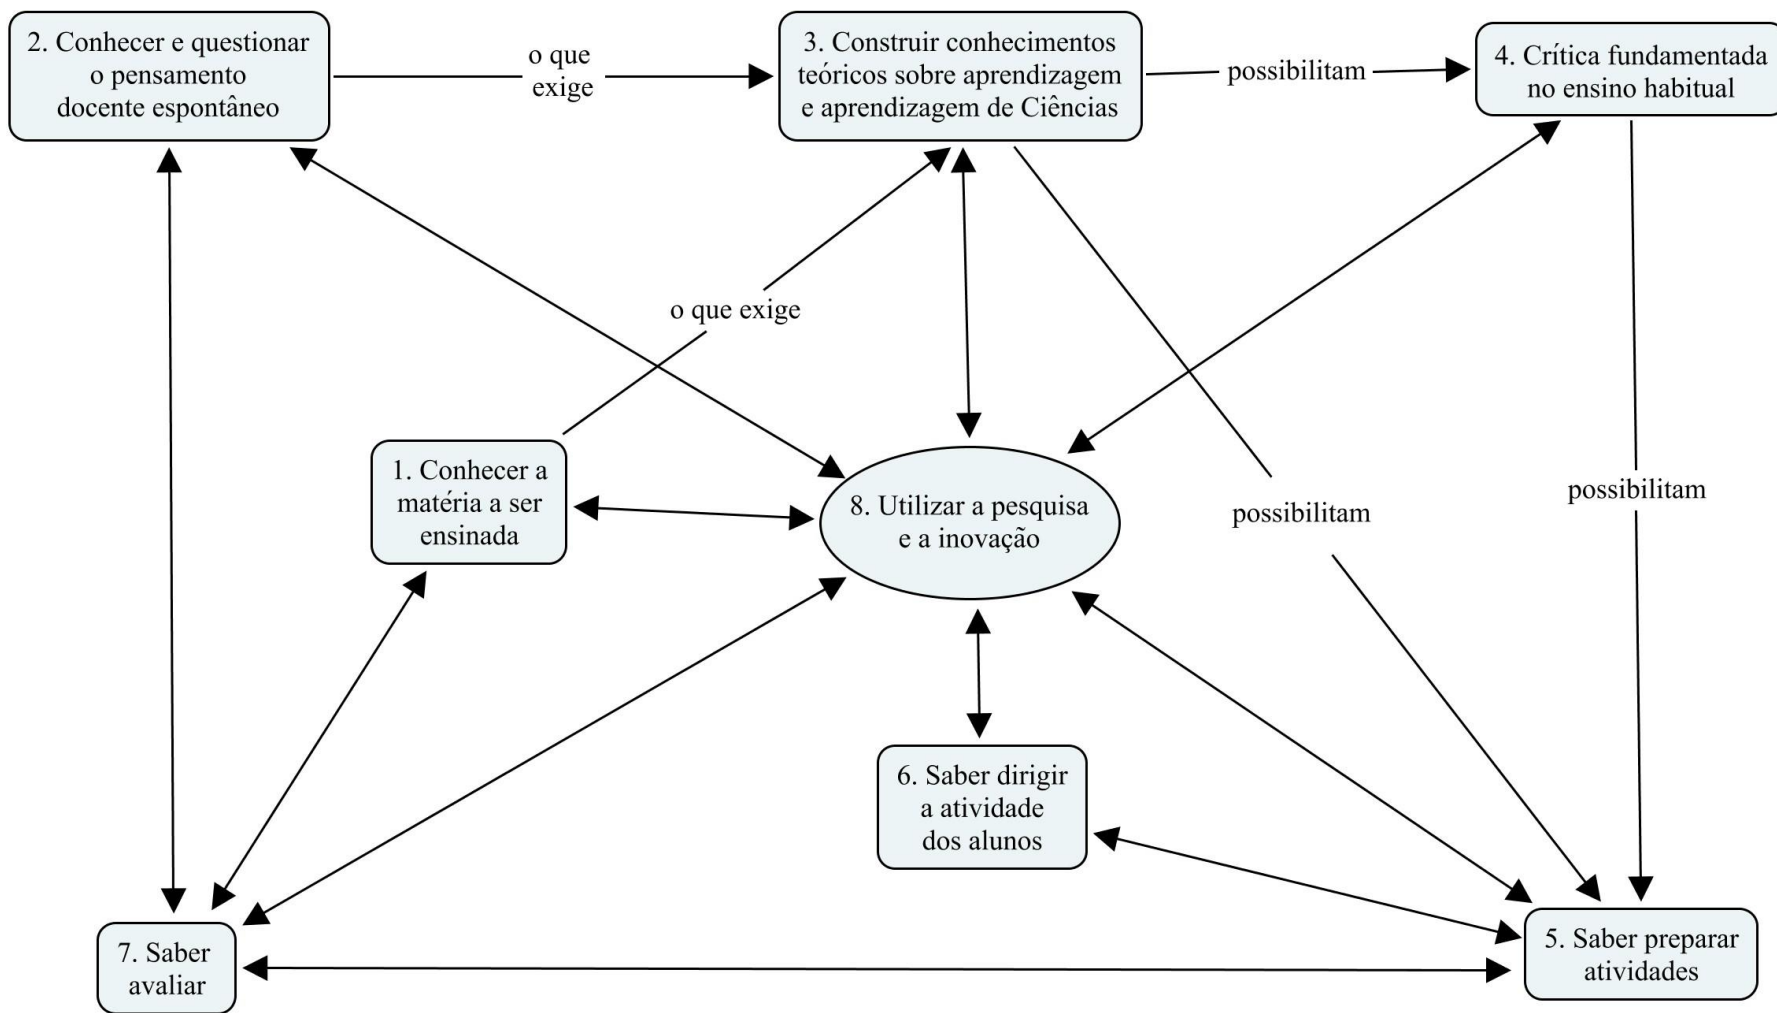 2. Conhecer e questionar
o pensamento
docente espontâneo
o que
exige
3. Construir conhecimentos
teóricos sobre aprendizagem
e aprendizagem de Ciências
possibilitam
4. Crítica fundamentada
no ensino habitual
o que exige
1. Conhecer a
matéria a ser
ensinada
8. Utilizar a pesquisa
e a inovação
possibilitam
possibilitam
6. Saber dirigir
a atividade
dos alunos
7. Saber
avaliar
5. Saber preparar
atividades